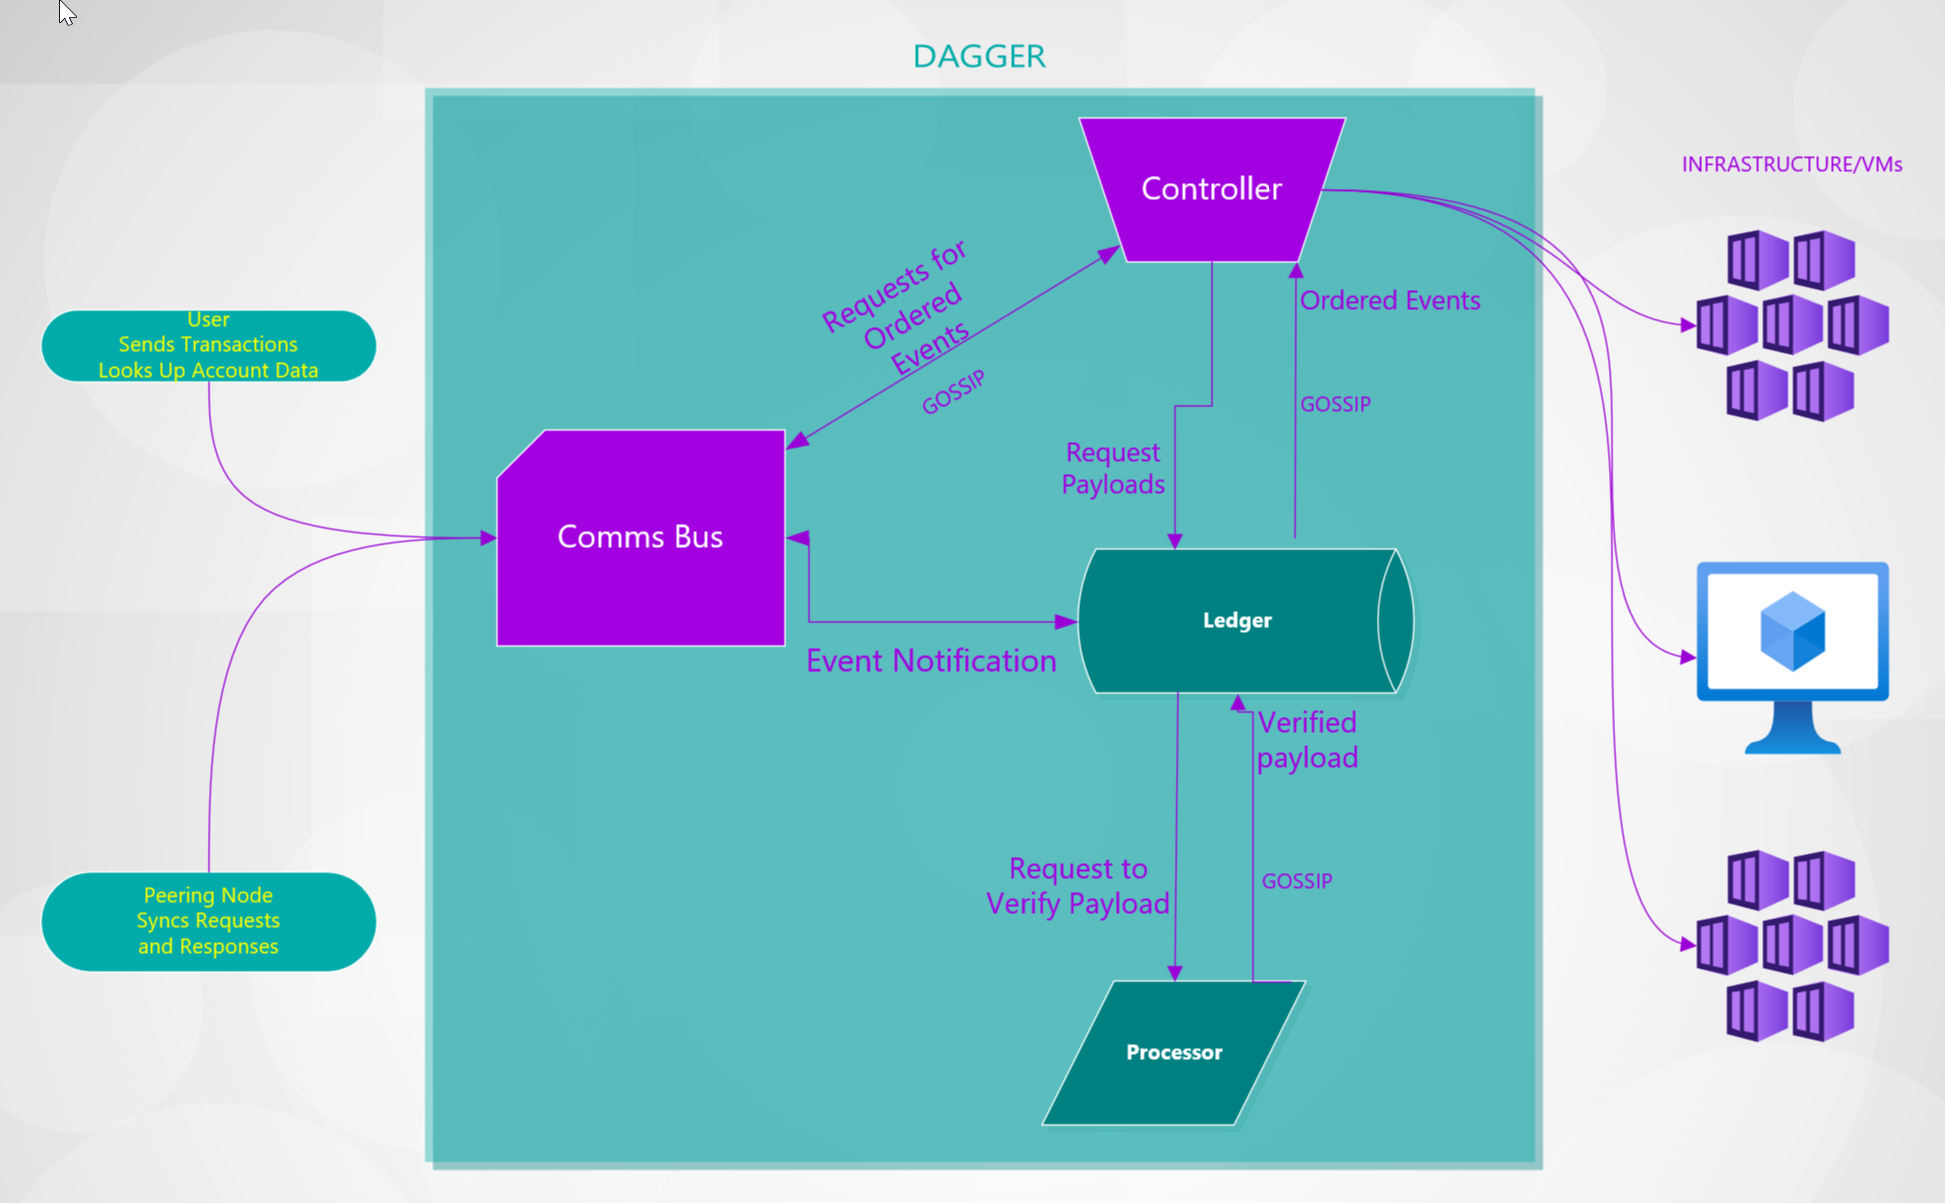 DAGGER
Controller
INFRASTRUCTURE/VMs
Requests for
Ordered
Events
GOSSIP
Ordered Events
GOSSIP
User
Sends Transactions
Looks Up Account Data
Request
Payloads
Comms Bus
Ledger
Event Notification
Verified
payload
Request to
Verify Payload
GOSSIP
Peering Node
Syncs Requests
and Responses
Processor